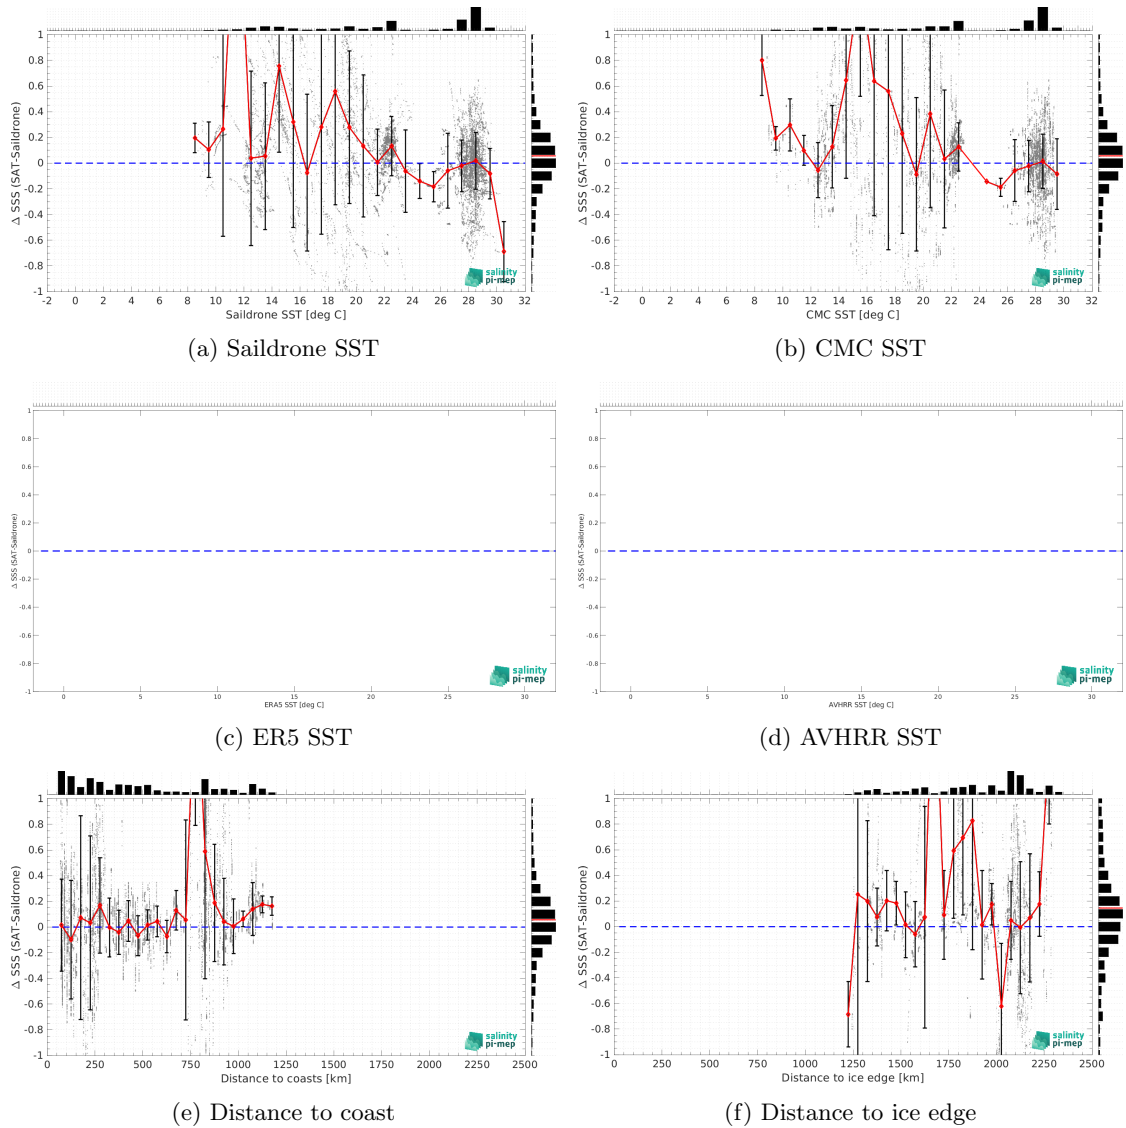 1
0.8
0.6
0.4
0.2
0
-0.2
-0.4
-0.6
-0.8
-1
Δ SSS (SAT-Saildrone)
-2 0 2 4 6 8 10 12 14 16 18 20 22 24 26 28 30 32
Saildrone SST [deg C]
salinity
pi-mep
(a) Saildrone SST
1
0.8
0.6
0.4
0.2
0
-0.2
-0.4
-0.6
-0.8
-1
Δ SSS (SAT-Saildrone)
-2 0 2 4 6 8 10 12 14 16 18 20 22 24 26 28 30 32
CMC SST [deg C]
salinity
pi-mep
(b) CMC SST
1
0.8
0.6
0.4
0.2
0
-0.2
-0.4
-0.6
-0.8
-1
Δ SSS (SAT-Saildrone)
0 5 10 15 20 25 30
ERA5 SST [deg C]
salinity
pi-mep
(c) ER5 SST
1
0.8
0.6
0.4
0.2
0
-0.2
-0.4
-0.6
-0.8
-1
Δ SSS (SAT-Saildrone)
0 5 10 15 20 25 30
AVHRR SST [deg C]
salinity
pi-mep
(d) AVHRR SST
1
0.8
0.6
0.4
0.2
0
-0.2
-0.4
-0.6
-0.8
-1
Δ SSS (SAT-Saildrone)
0 250 500 750 1000 1250 1500 1750 2000 2250 2500
Distance to coasts [km]
salinity
pi-mep
(e) Distance to coast
1
0.8
0.6
0.4
0.2
0
-0.2
-0.4
-0.6
-0.8
-1
Δ SSS (SAT-Saildrone)
0 250 500 750 1000 1250 1500 1750 2000 2250 2500
Distance to ice edge [km]
salinity
pi-mep
(f) Distance to ice edge